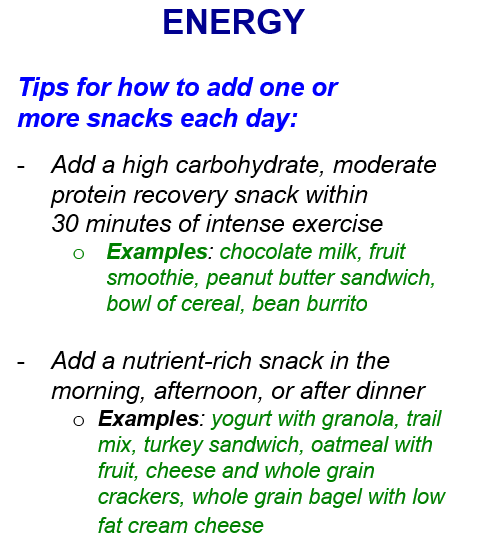 ENERGY
Tips for how to add one or
more snacks each day:
- Add a high carbohydrate, moderate
protein recovery snack within
30 minutes of intense exercise
o Examples: chocolate milk, fruit
smoothie, peanut butter sandwich,
bowl of cereal, bean burrito
- Add a nutrient-rich snack in the
morning, afternoon, or after dinner
o Examples: yogurt with granola, trail
mix, turkey sandwich, oatmeal with
fruit, cheese and whole grain
crackers, whole grain bagel with low
fat cream cheese